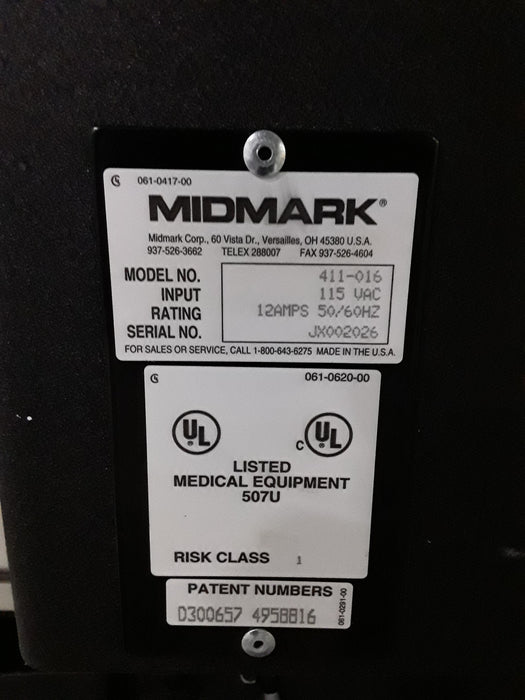 061-0417-00
MIDMARK®
Midmark Corp., 60 Vista Dr., Versailles, OH 45380 U.S.A.
937-526-3662 TELEX 288007 FAX 937-526-4604
MODEL NO. 411-016
INPUT 115 VAC
RATING 12AMPS 50/60HZ
SERIAL NO. JX002026
FOR SALES OR SERVICE, CALL 1-800-643-6275 MADE IN THE U.S.A.
061-0620-00
UL ® C UL ®
LISTED
MEDICAL EQUIPMENT
507U
RISK CLASS 1
PATENT NUMBERS
D300657 4958816
061-0291-00